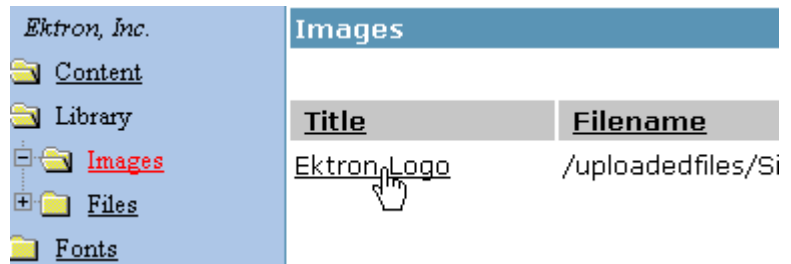 Ektron, Inc.
Content
Library
Images
Files
Fonts
Images
Title Filename
Ektron Logo /uploadedfiles/Si